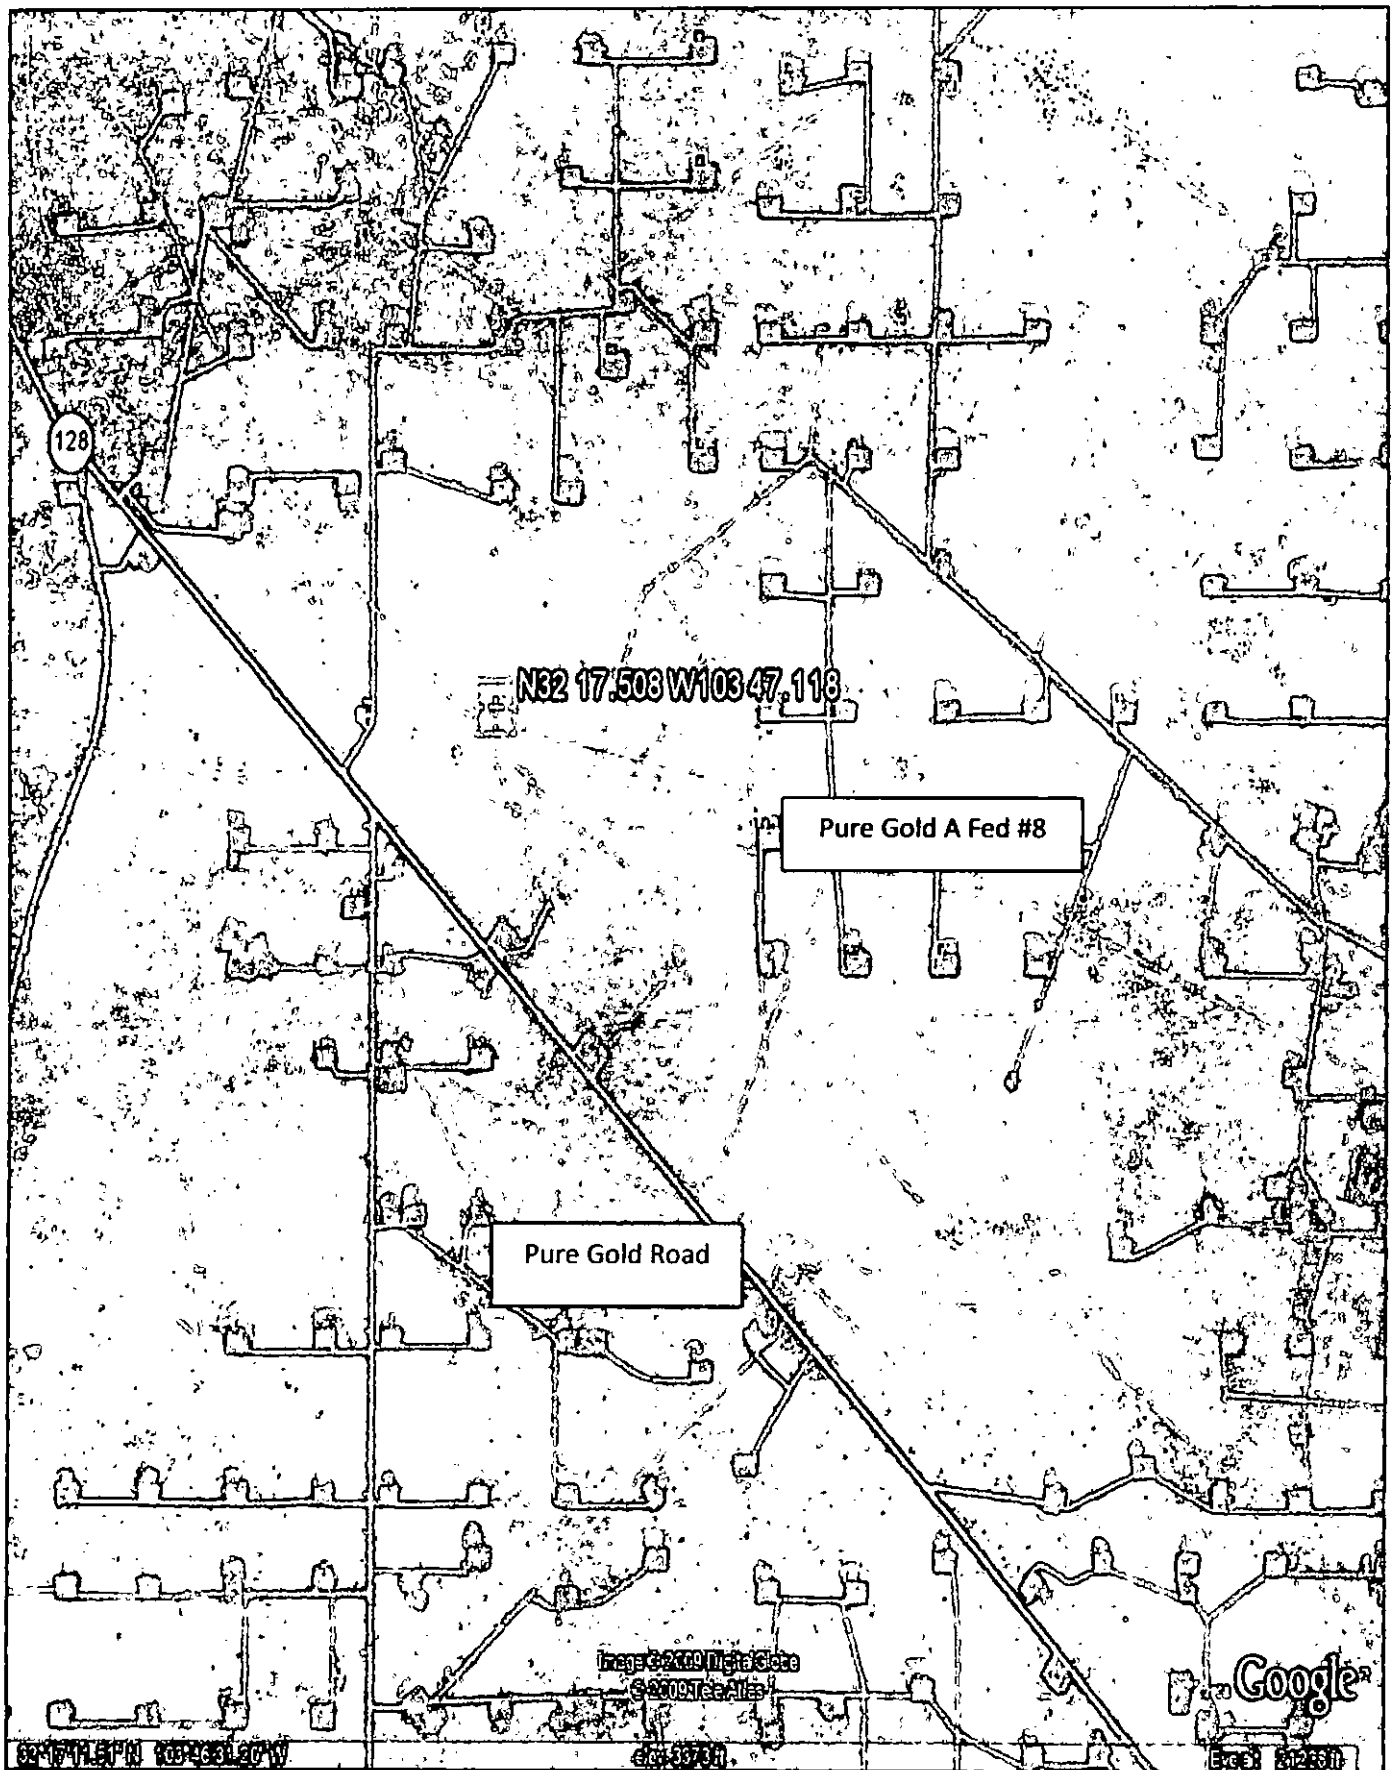 128
N32 17.508 W103 47.118
Pure Gold A Fed #8
Pure Gold Road
Image © 2009 DigitalGlobe
© 2009 Tele Atlas
Google